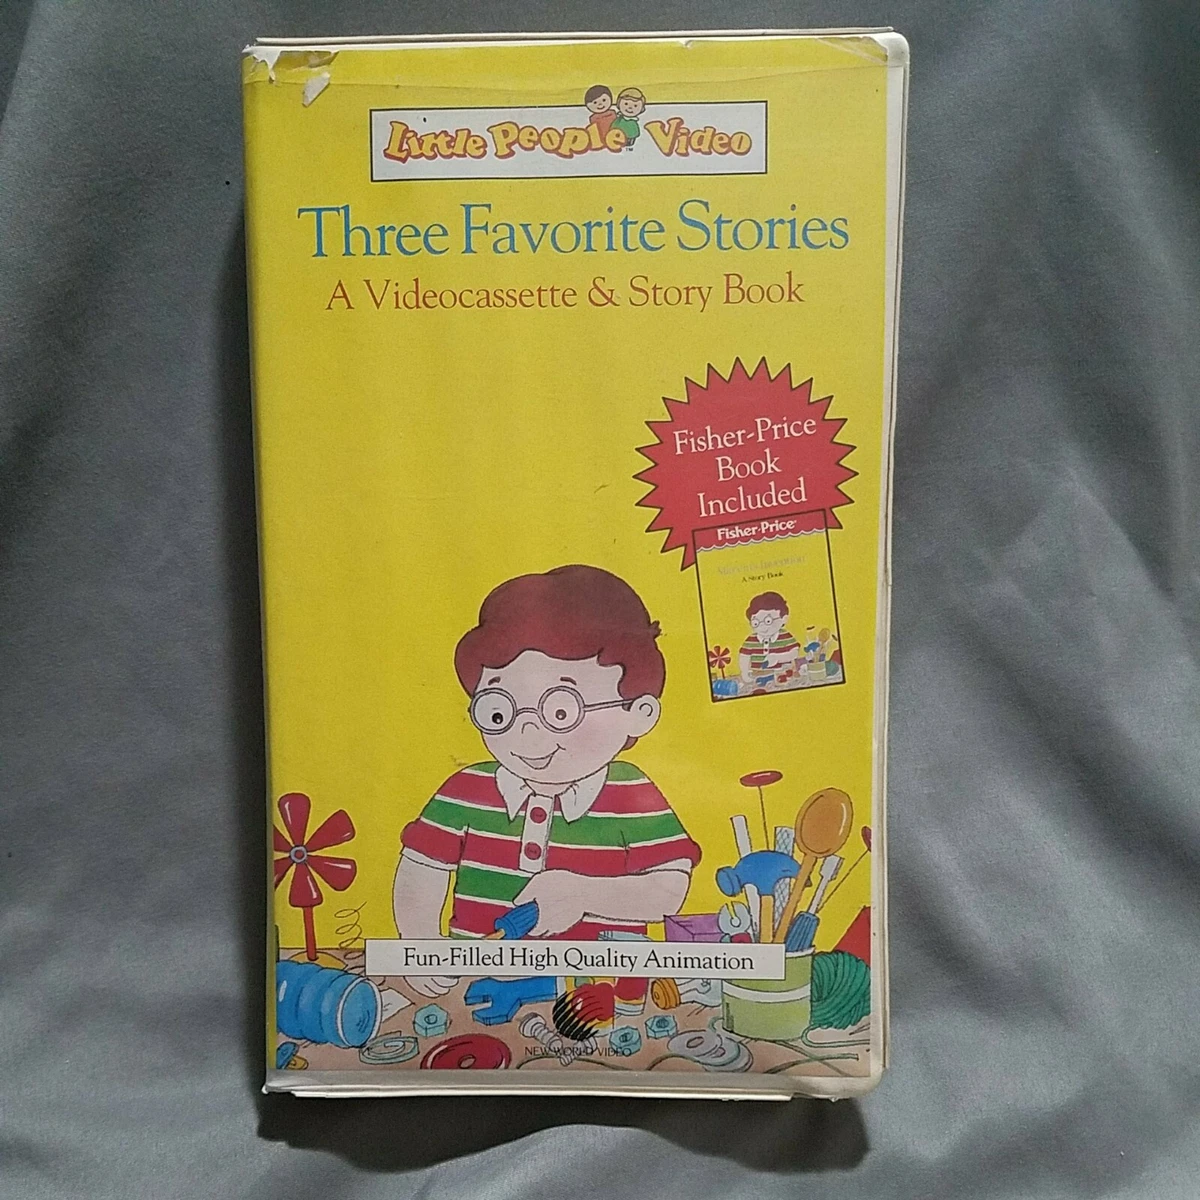 Little People™ Video
Three Favorite Stories
A Videocassette & Story Book
Fisher-Price
Book
Included
Fisher-Price®
A Story Book
Fun-Filled High Quality Animation
NEW WORLD VIDEO